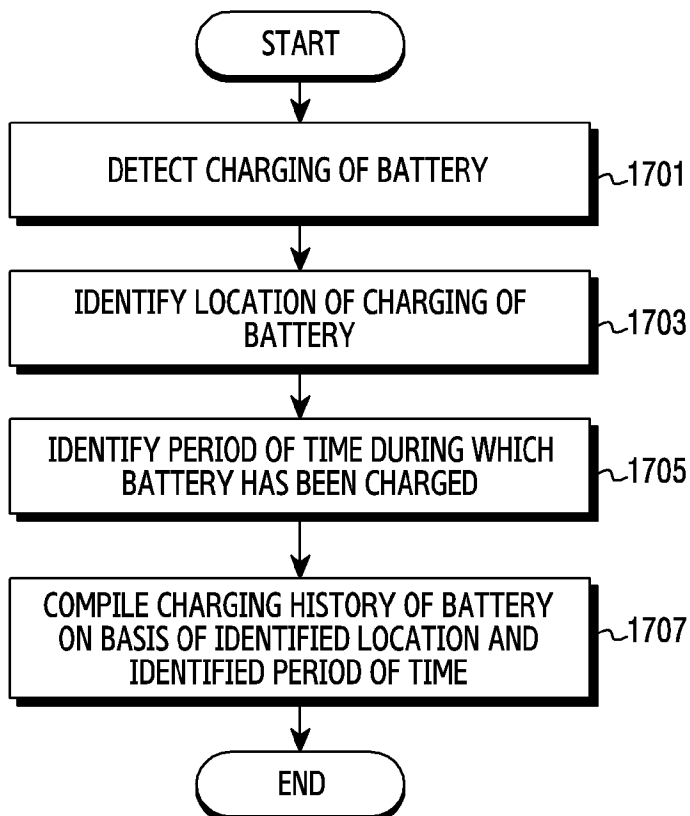 START
DETECT CHARGING OF BATTERY
1701
IDENTIFY LOCATION OF CHARGING OF
BATTERY
1703
IDENTIFY PERIOD OF TIME DURING WHICH
BATTERY HAS BEEN CHARGED
1705
COMPILE CHARGING HISTORY OF BATTERY
ON BASIS OF IDENTIFIED LOCATION AND
IDENTIFIED PERIOD OF TIME
1707
END